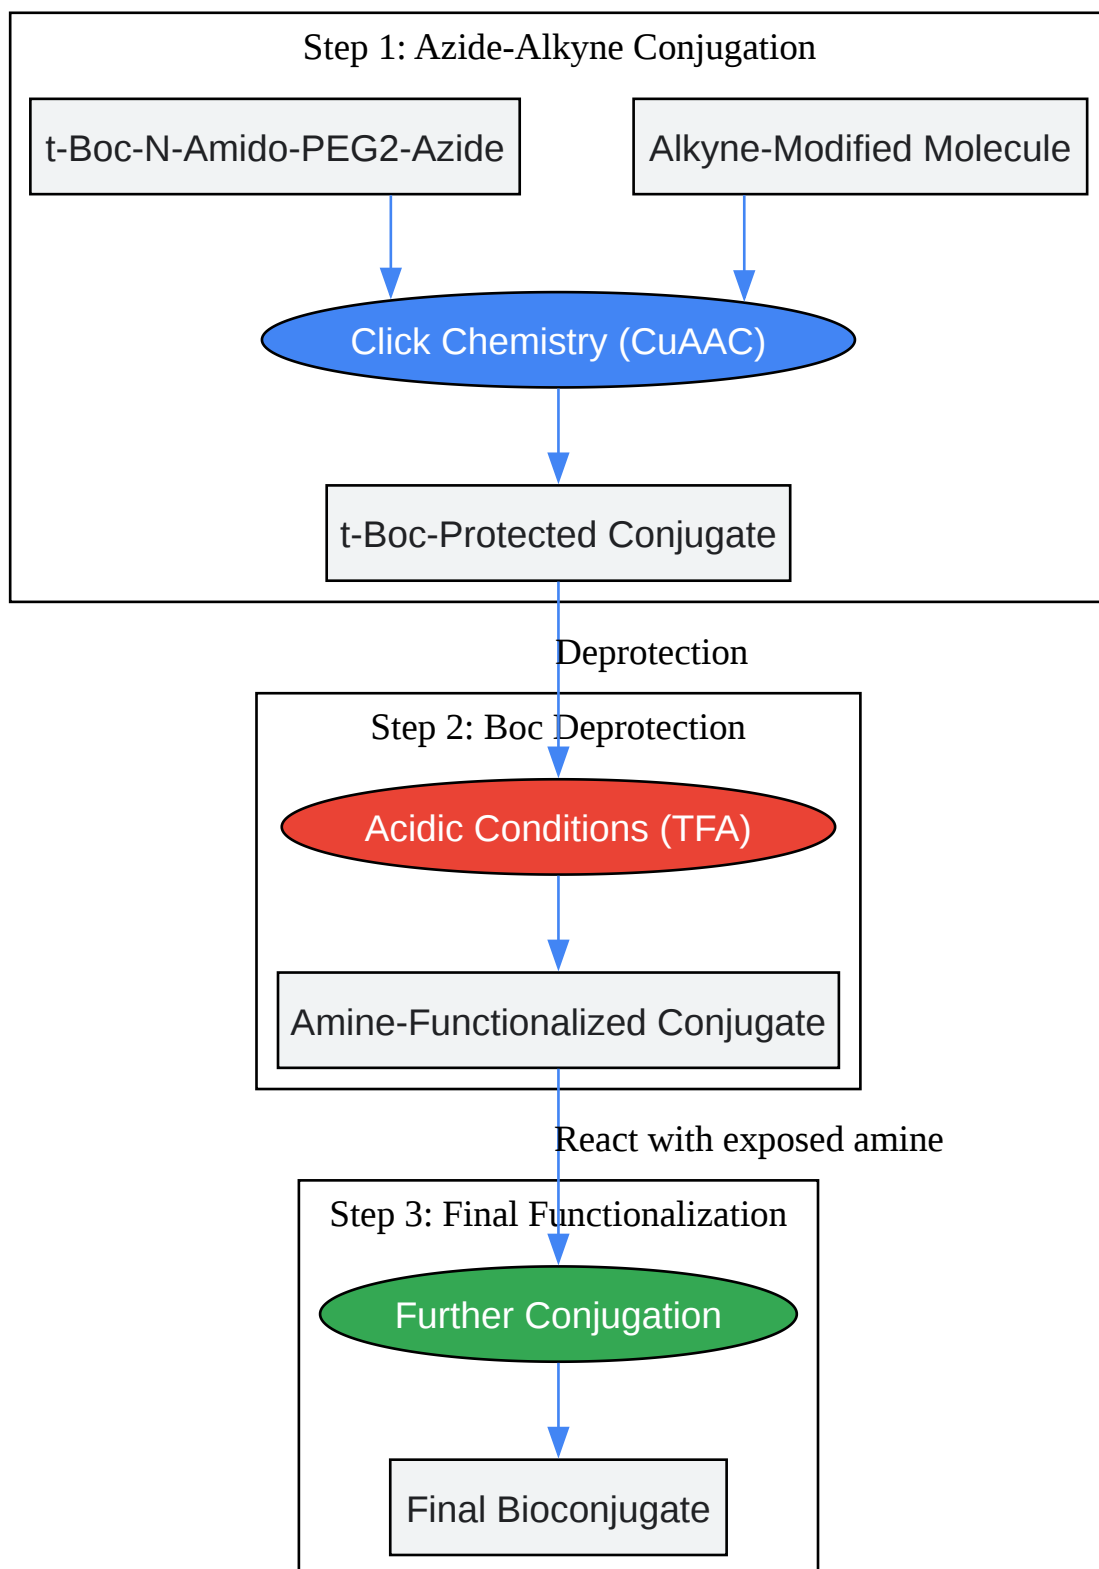 Step 1: Azide-Alkyne Conjugation
t-Boc-N-Amido-PEG2-Azide
Alkyne-Modified Molecule
Click Chemistry (CuAAC)
t-Boc-Protected Conjugate
Deprotection
Step 2: Boc Deprotection
Acidic Conditions (TFA)
Amine-Functionalized Conjugate
React with exposed amine
Step 3: Final Functionalization
Further Conjugation
Final Bioconjugate